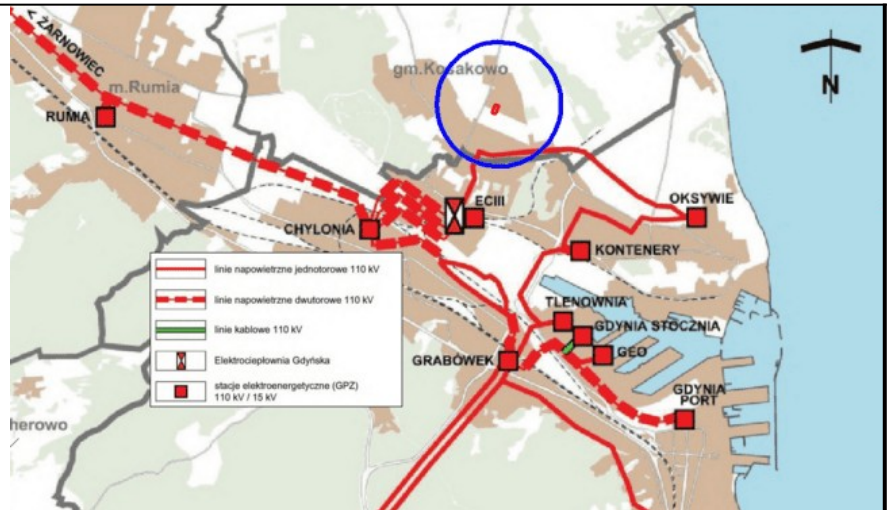 < ŻARNOWIEC
m.Rumia
gm.Kosakowo
N
RUMIA
OKSYWIE
ECIII
CHYLONIA
KONTENERY
linie napowietrzne jednotorowe 110 kV
linie napowietrzne dwutorowe 110 kV
linie kablowe 110 kV
Elektrociepłownia Gdyńska
stacje elektroenergetyczne (GPZ)
110 kV / 15 kV
TLENOWNIA
GDYNIA STOCZNIA
GEO
GRABÓWEK
GDYNIA
PORT
herowo